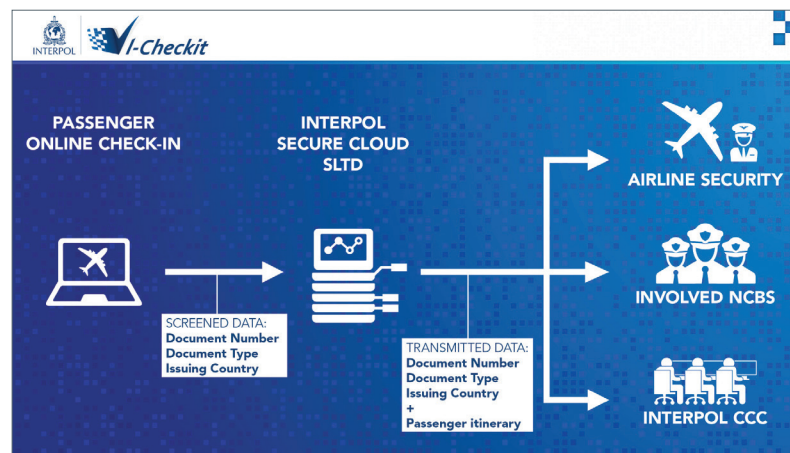 INTERPOL
I-Checkit
PASSENGER
ONLINE CHECK-IN
INTERPOL
SECURE CLOUD
SLTD
AIRLINE SECURITY
INVOLVED NCBS
INTERPOL CCC
SCREENED DATA:
Document Number
Document Type
Issuing Country
TRANSMITTED DATA:
Document Number
Document Type
Issuing Country
+
Passenger itinerary